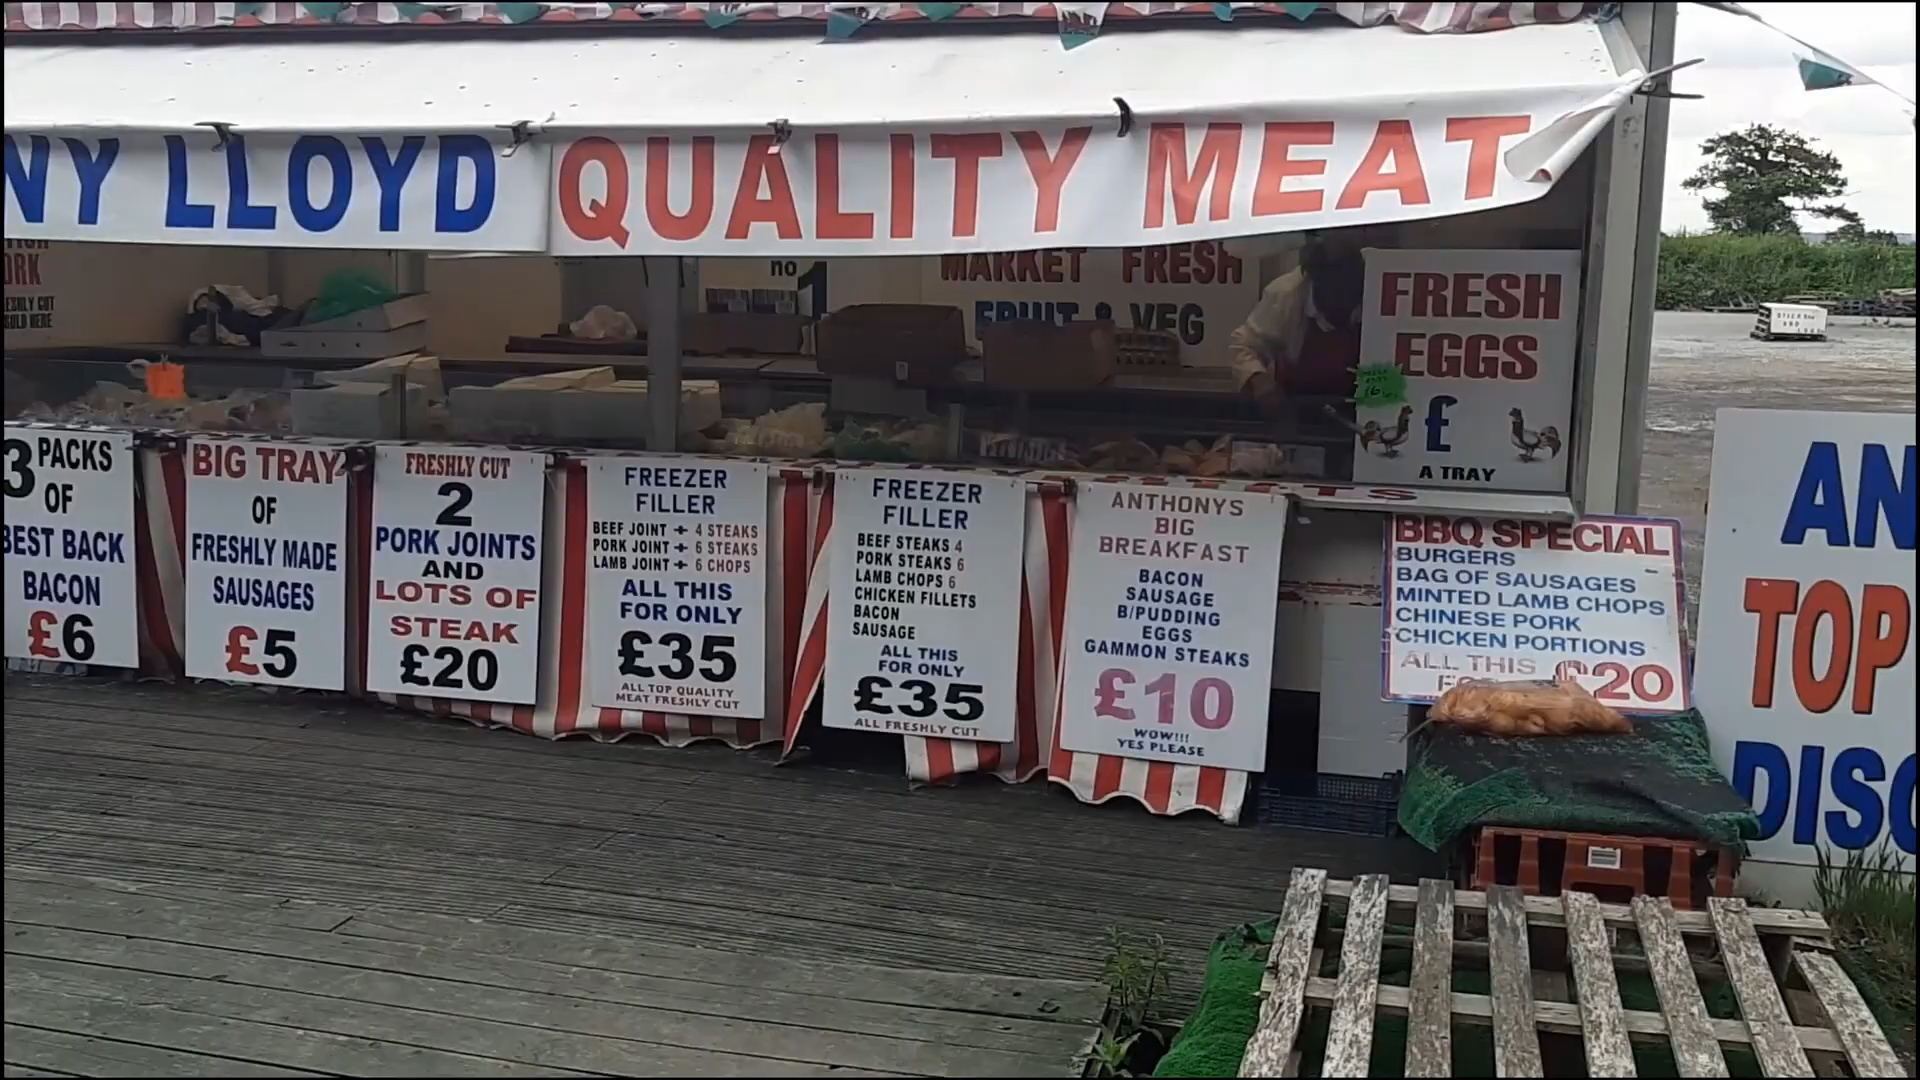 NY LLOYD QUALITY MEAT
ORK
no 1
MARKET FRESH
FRUIT & VEG
FRESH
EGGS
£
A TRAY
3 PACKS
OF
BEST BACK
BACON
£6
BIG TRAY
OF
FRESHLY MADE
SAUSAGES
£5
FRESHLY CUT
2
PORK JOINTS
AND
LOTS OF
STEAK
£20
FREEZER
FILLER
BEEF JOINT + 4 STEAKS
PORK JOINT + 6 STEAKS
LAMB JOINT + 6 CHOPS
ALL THIS
FOR ONLY
£35
ALL TOP QUALITY
MEAT FRESHLY CUT
FREEZER
FILLER
BEEF STEAKS 4
PORK STEAKS 6
LAMB CHOPS 6
CHICKEN FILLETS
BACON
SAUSAGE
ALL THIS
FOR ONLY
£35
ALL FRESHLY CUT
ANTHONYS
BIG
BREAKFAST
BACON
SAUSAGE
B/PUDDING
EGGS
GAMMON STEAKS
£10
WOW!!!
YES PLEASE
BBQ SPECIAL
BURGERS
BAG OF SAUSAGES
MINTED LAMB CHOPS
CHINESE PORK
CHICKEN PORTIONS
ALL THIS
£20
AN
TOP
DISC